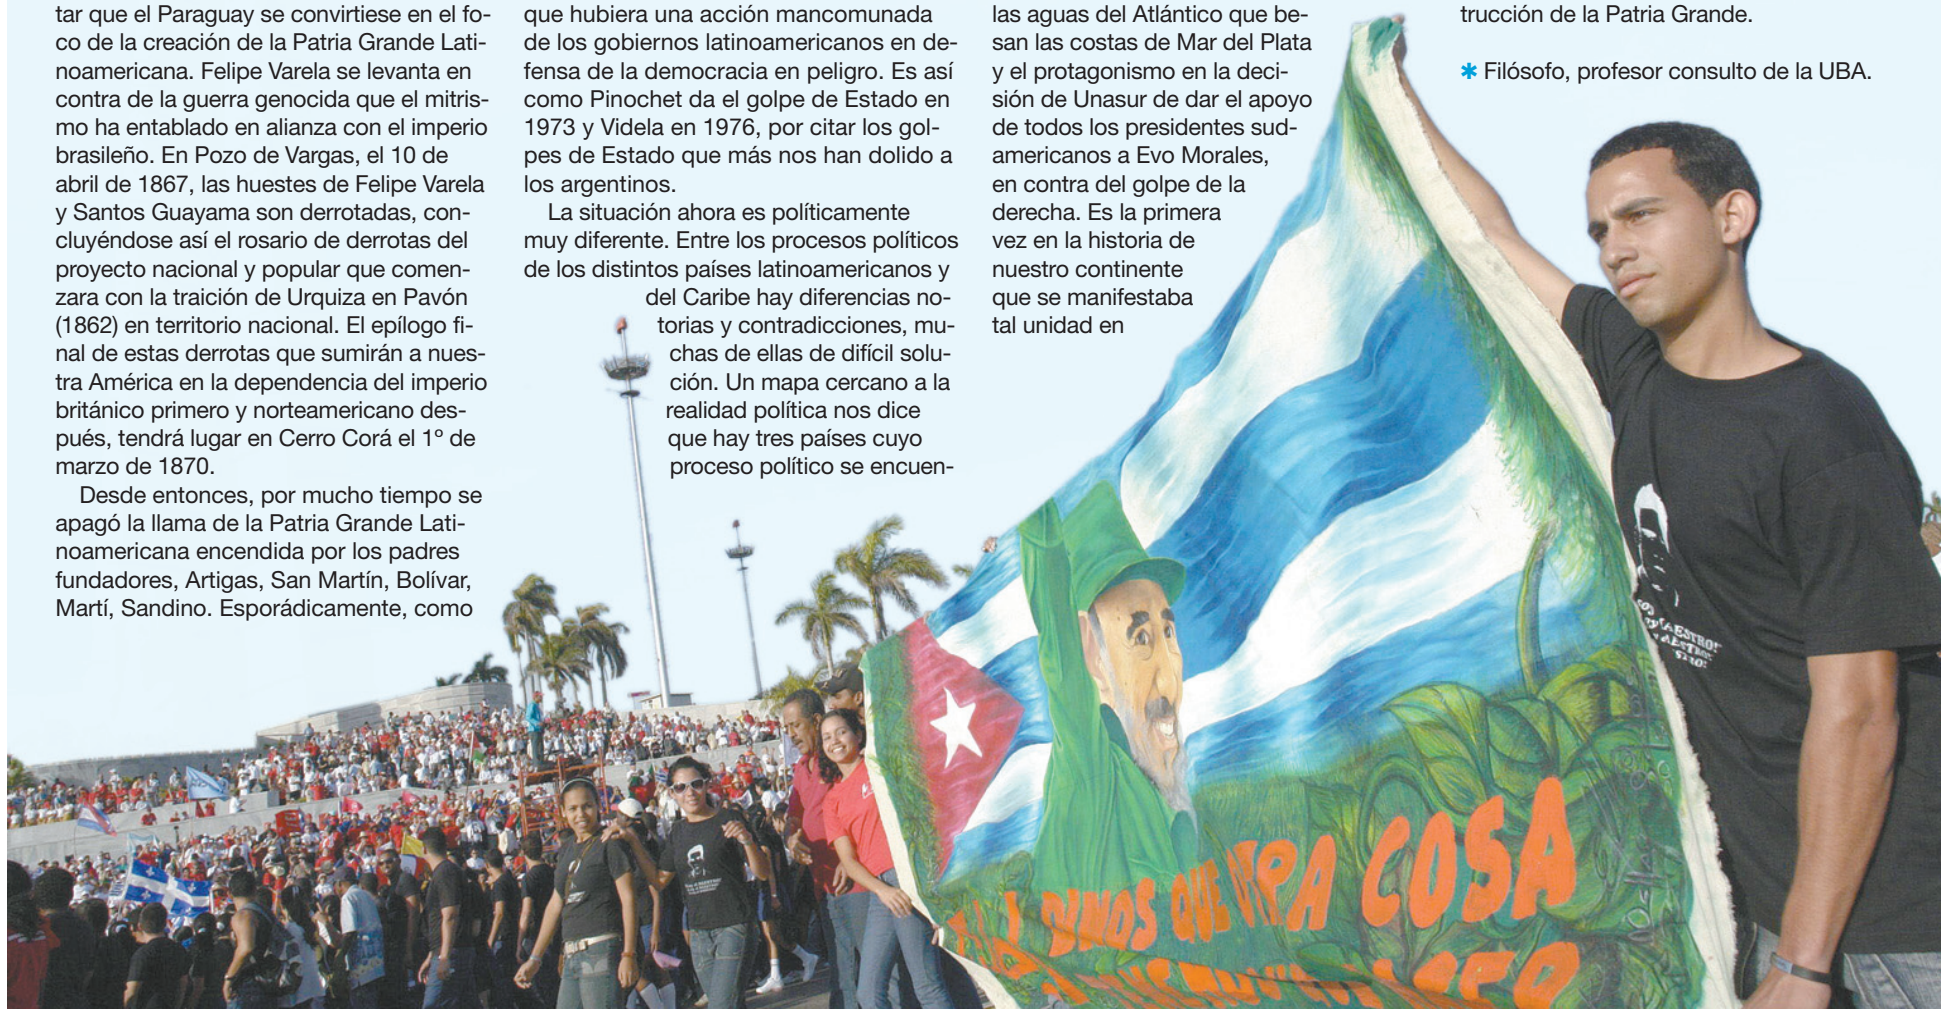 tar que el Paraguay se convirtiese en el fo-
co de la creación de la Patria Grande Lati-
noamericana. Felipe Varela se levanta en
contra de la guerra genocida que el mitris-
mo ha entablado en alianza con el imperio
brasileño. En Pozo de Vargas, el 10 de
abril de 1867, las huestes de Felipe Varela
y Santos Guayama son derrotadas, con-
cluyéndose así el rosario de derrotas del
proyecto nacional y popular que comen-
zara con la traición de Urquiza en Pavón
(1862) en territorio nacional. El epílogo fi-
nal de estas derrotas que sumirán a nues-
tra América en la dependencia del imperio
británico primero y norteamericano des-
pués, tendrá lugar en Cerro Corá el 1º de
marzo de 1870.
Desde entonces, por mucho tiempo se
apagó la llama de la Patria Grande Lati-
noamericana encendida por los padres
fundadores, Artigas, San Martín, Bolívar,
Martí, Sandino. Esporádicamente, como
que hubiera una acción mancomunada
de los gobiernos latinoamericanos en de-
fensa de la democracia en peligro. Es así
como Pinochet da el golpe de Estado en
1973 y Videla en 1976, por citar los gol-
pes de Estado que más nos han dolido a
los argentinos.
La situación ahora es políticamente
muy diferente. Entre los procesos políticos
de los distintos países latinoamericanos y
del Caribe hay diferencias no-
torias y contradicciones, mu-
chas de ellas de difícil solu-
ción. Un mapa cercano a la
realidad política nos dice
que hay tres países cuyo
proceso político se encuen-
las aguas del Atlántico que be-
san las costas de Mar del Plata
y el protagonismo en la deci-
sión de Unasur de dar el apoyo
de todos los presidentes sud-
americanos a Evo Morales,
en contra del golpe de la
derecha. Es la primera
vez en la historia de
nuestro continente
que se manifestaba
tal unidad en
trucción de la Patria Grande.
✱ Filósofo, profesor consulto de la UBA.
DINOS QUE OTRA COSA